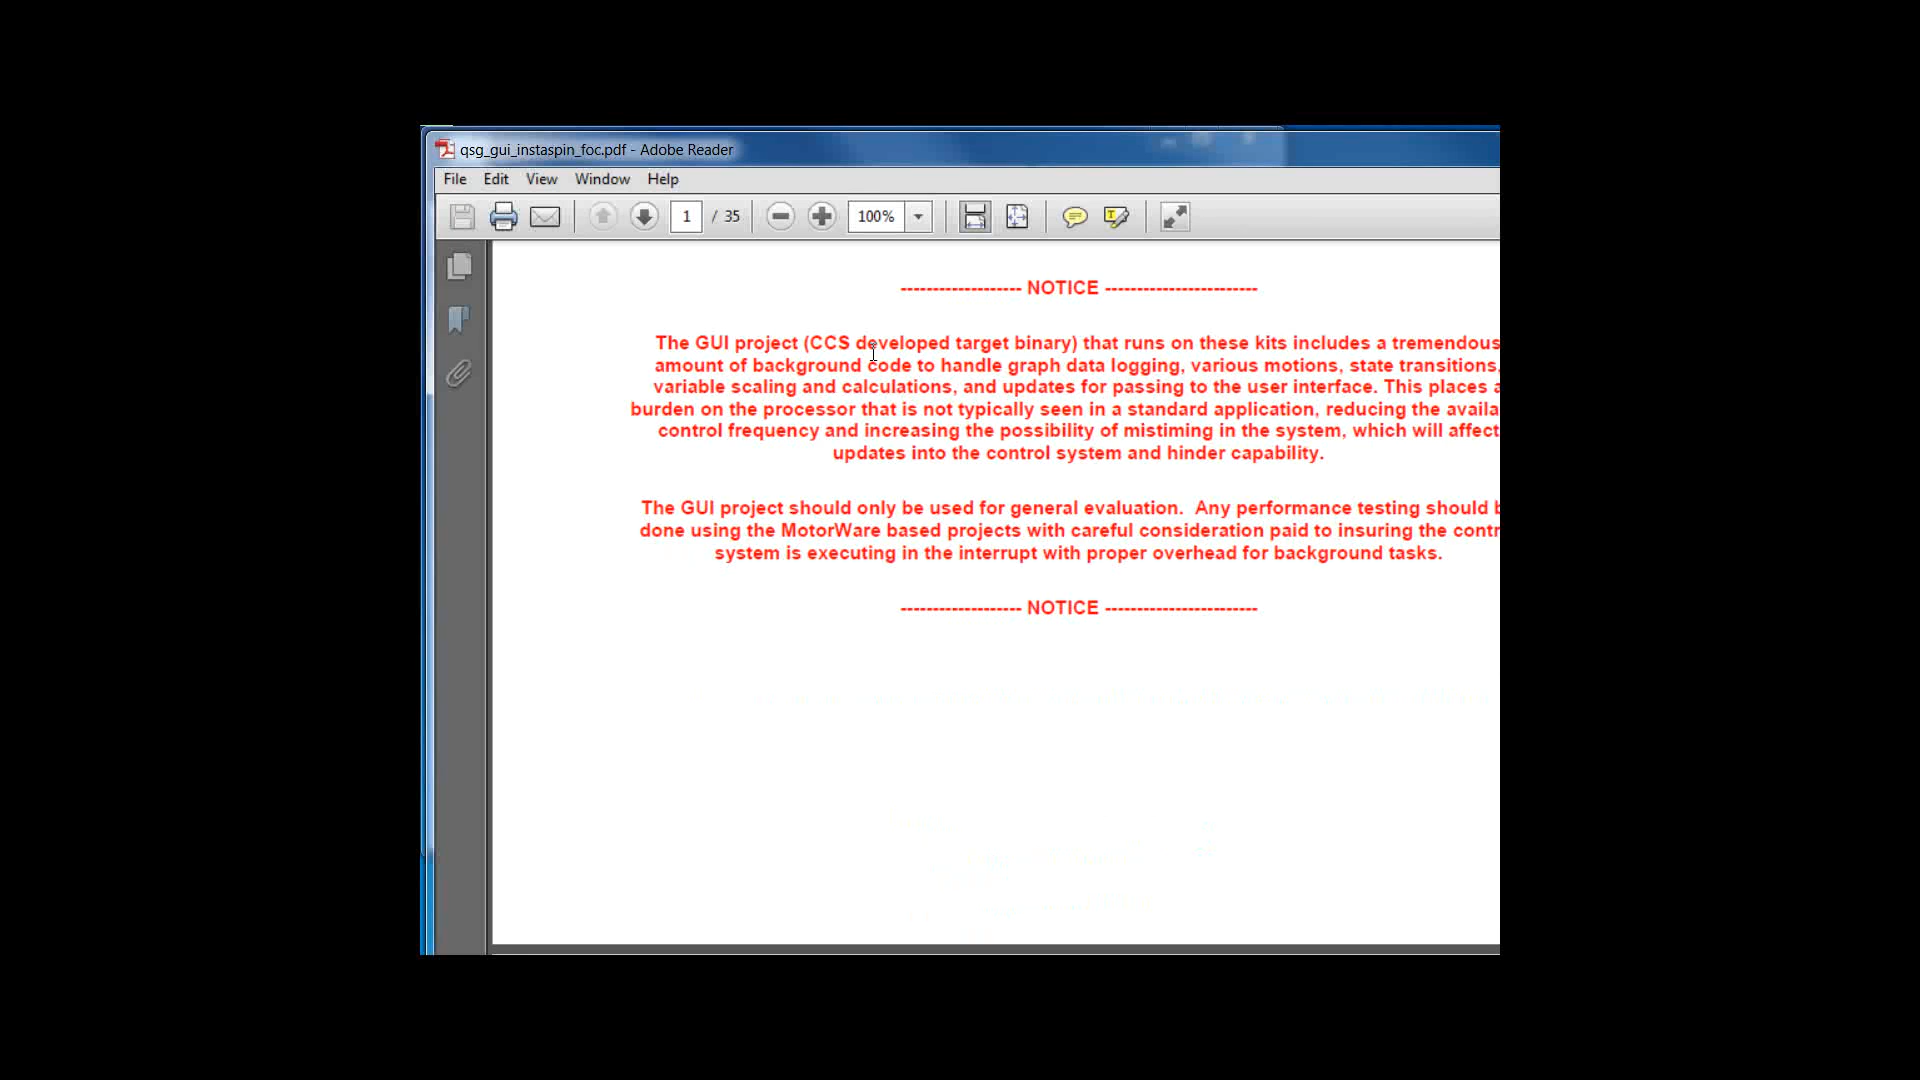 qsg_gui_instaspin_foc.pdf - Adobe Reader
File Edit View Window Help
1 / 35 100%
------------------- NOTICE ------------------------
The GUI project (CCS developed target binary) that runs on these kits includes a tremendous
amount of background code to handle graph data logging, various motions, state transitions,
variable scaling and calculations, and updates for passing to the user interface. This places a
burden on the processor that is not typically seen in a standard application, reducing the availa
control frequency and increasing the possibility of mistiming in the system, which will affect
updates into the control system and hinder capability.
The GUI project should only be used for general evaluation.  Any performance testing should b
done using the MotorWare based projects with careful consideration paid to insuring the contr
system is executing in the interrupt with proper overhead for background tasks.
------------------- NOTICE ------------------------